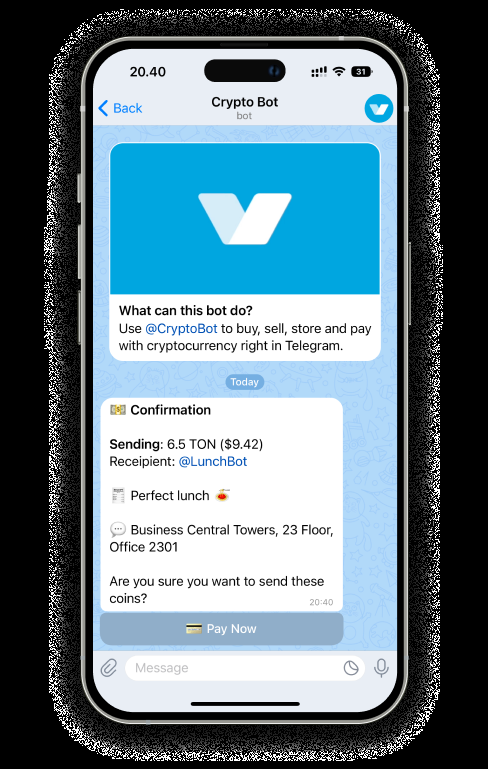 20.40
31
Back
Crypto Bot
bot
What can this bot do?
Use @CryptoBot to buy, sell, store and pay
with cryptocurrency right in Telegram.
Today
Confirmation
Sending: 6.5 TON ($9.42)
Receipient: @LunchBot
Perfect lunch
Business Central Towers, 23 Floor,
Office 2301
Are you sure you want to send these
coins?
20:40
Pay Now
Message